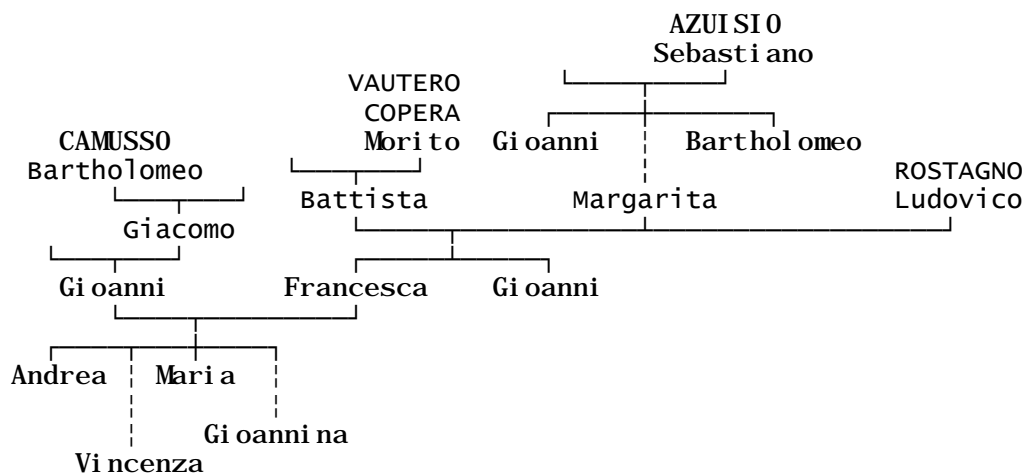 AZUISIO
Sebastiano
VAUTERO
COPERA
CAMUSSO Morito Gioanni Bartholomeo
Bartholomeo ROSTAGNO
Battista Margarita Ludovico
Giacomo
Gioanni Francesca Gioanni
Andrea Maria
Gioannina
Vincenza